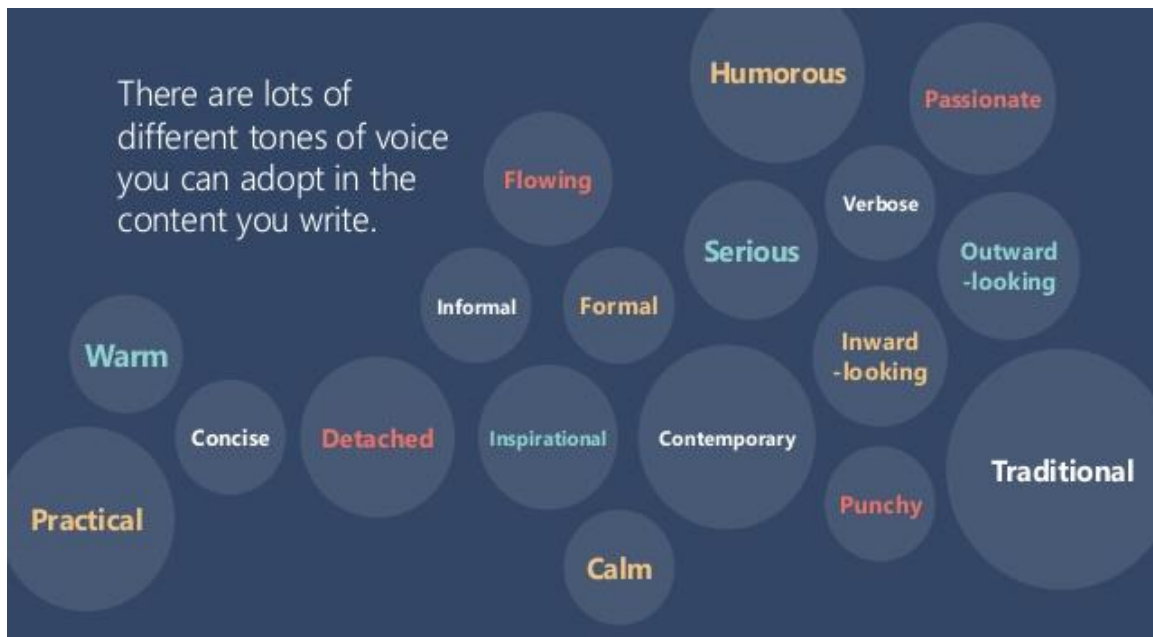 There are lots of
different tones of voice
you can adopt in the
content you write.
Humorous
Passionate
Flowing
Verbose
Serious
Outward
-looking
Informal
Formal
Warm
Inward
-looking
Concise
Detached
Inspirational
Contemporary
Traditional
Practical
Punchy
Calm